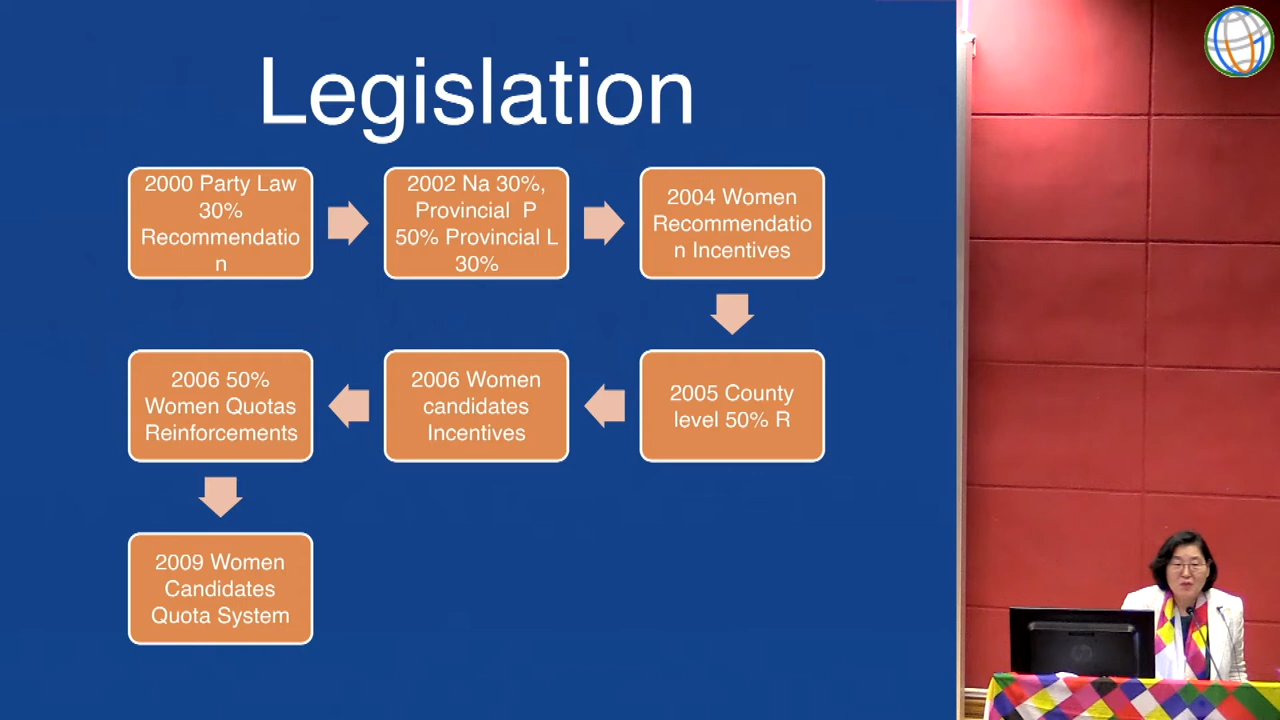 Legislation
2000 Party Law
30%
Recommendatio
n
2002 Na 30%,
Provincial P
50% Provincial L
30%
2004 Women
Recommendatio
n Incentives
2005 County
level 50% R
2006 Women
candidates
Incentives
2006 50%
Women Quotas
Reinforcements
2009 Women
Candidates
Quota System